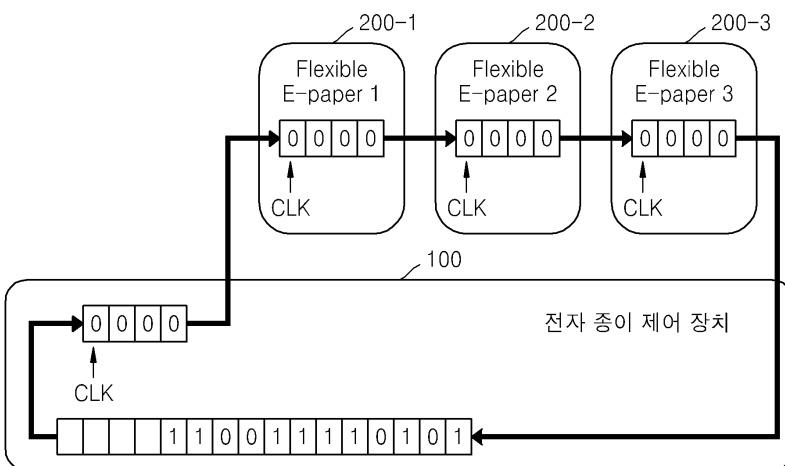 200-1 200-2 200-3
Flexible E-paper 1
Flexible E-paper 2
Flexible E-paper 3
0 0 0 0
0 0 0 0
0 0 0 0
CLK
CLK
CLK
100
0 0 0 0
전자 종이 제어 장치
CLK
1 1 0 0 1 1 1 1 0 1 0 1